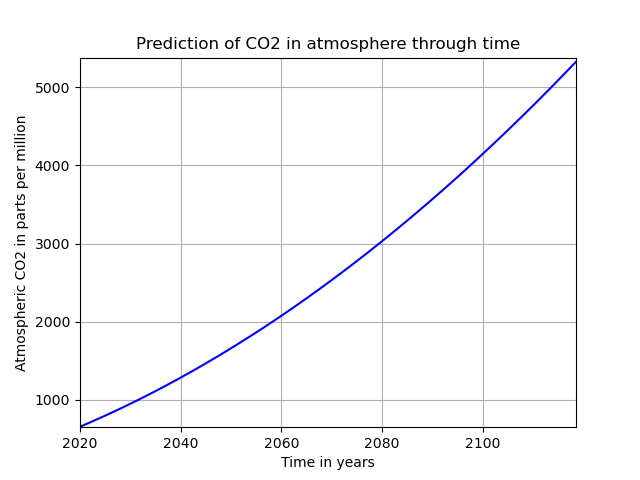 Prediction of CO2 in atmosphere through time
5000
4000
3000
2000
1000
Atmospheric CO2 in parts per million
2020 2040 2060 2080 2100
Time in years